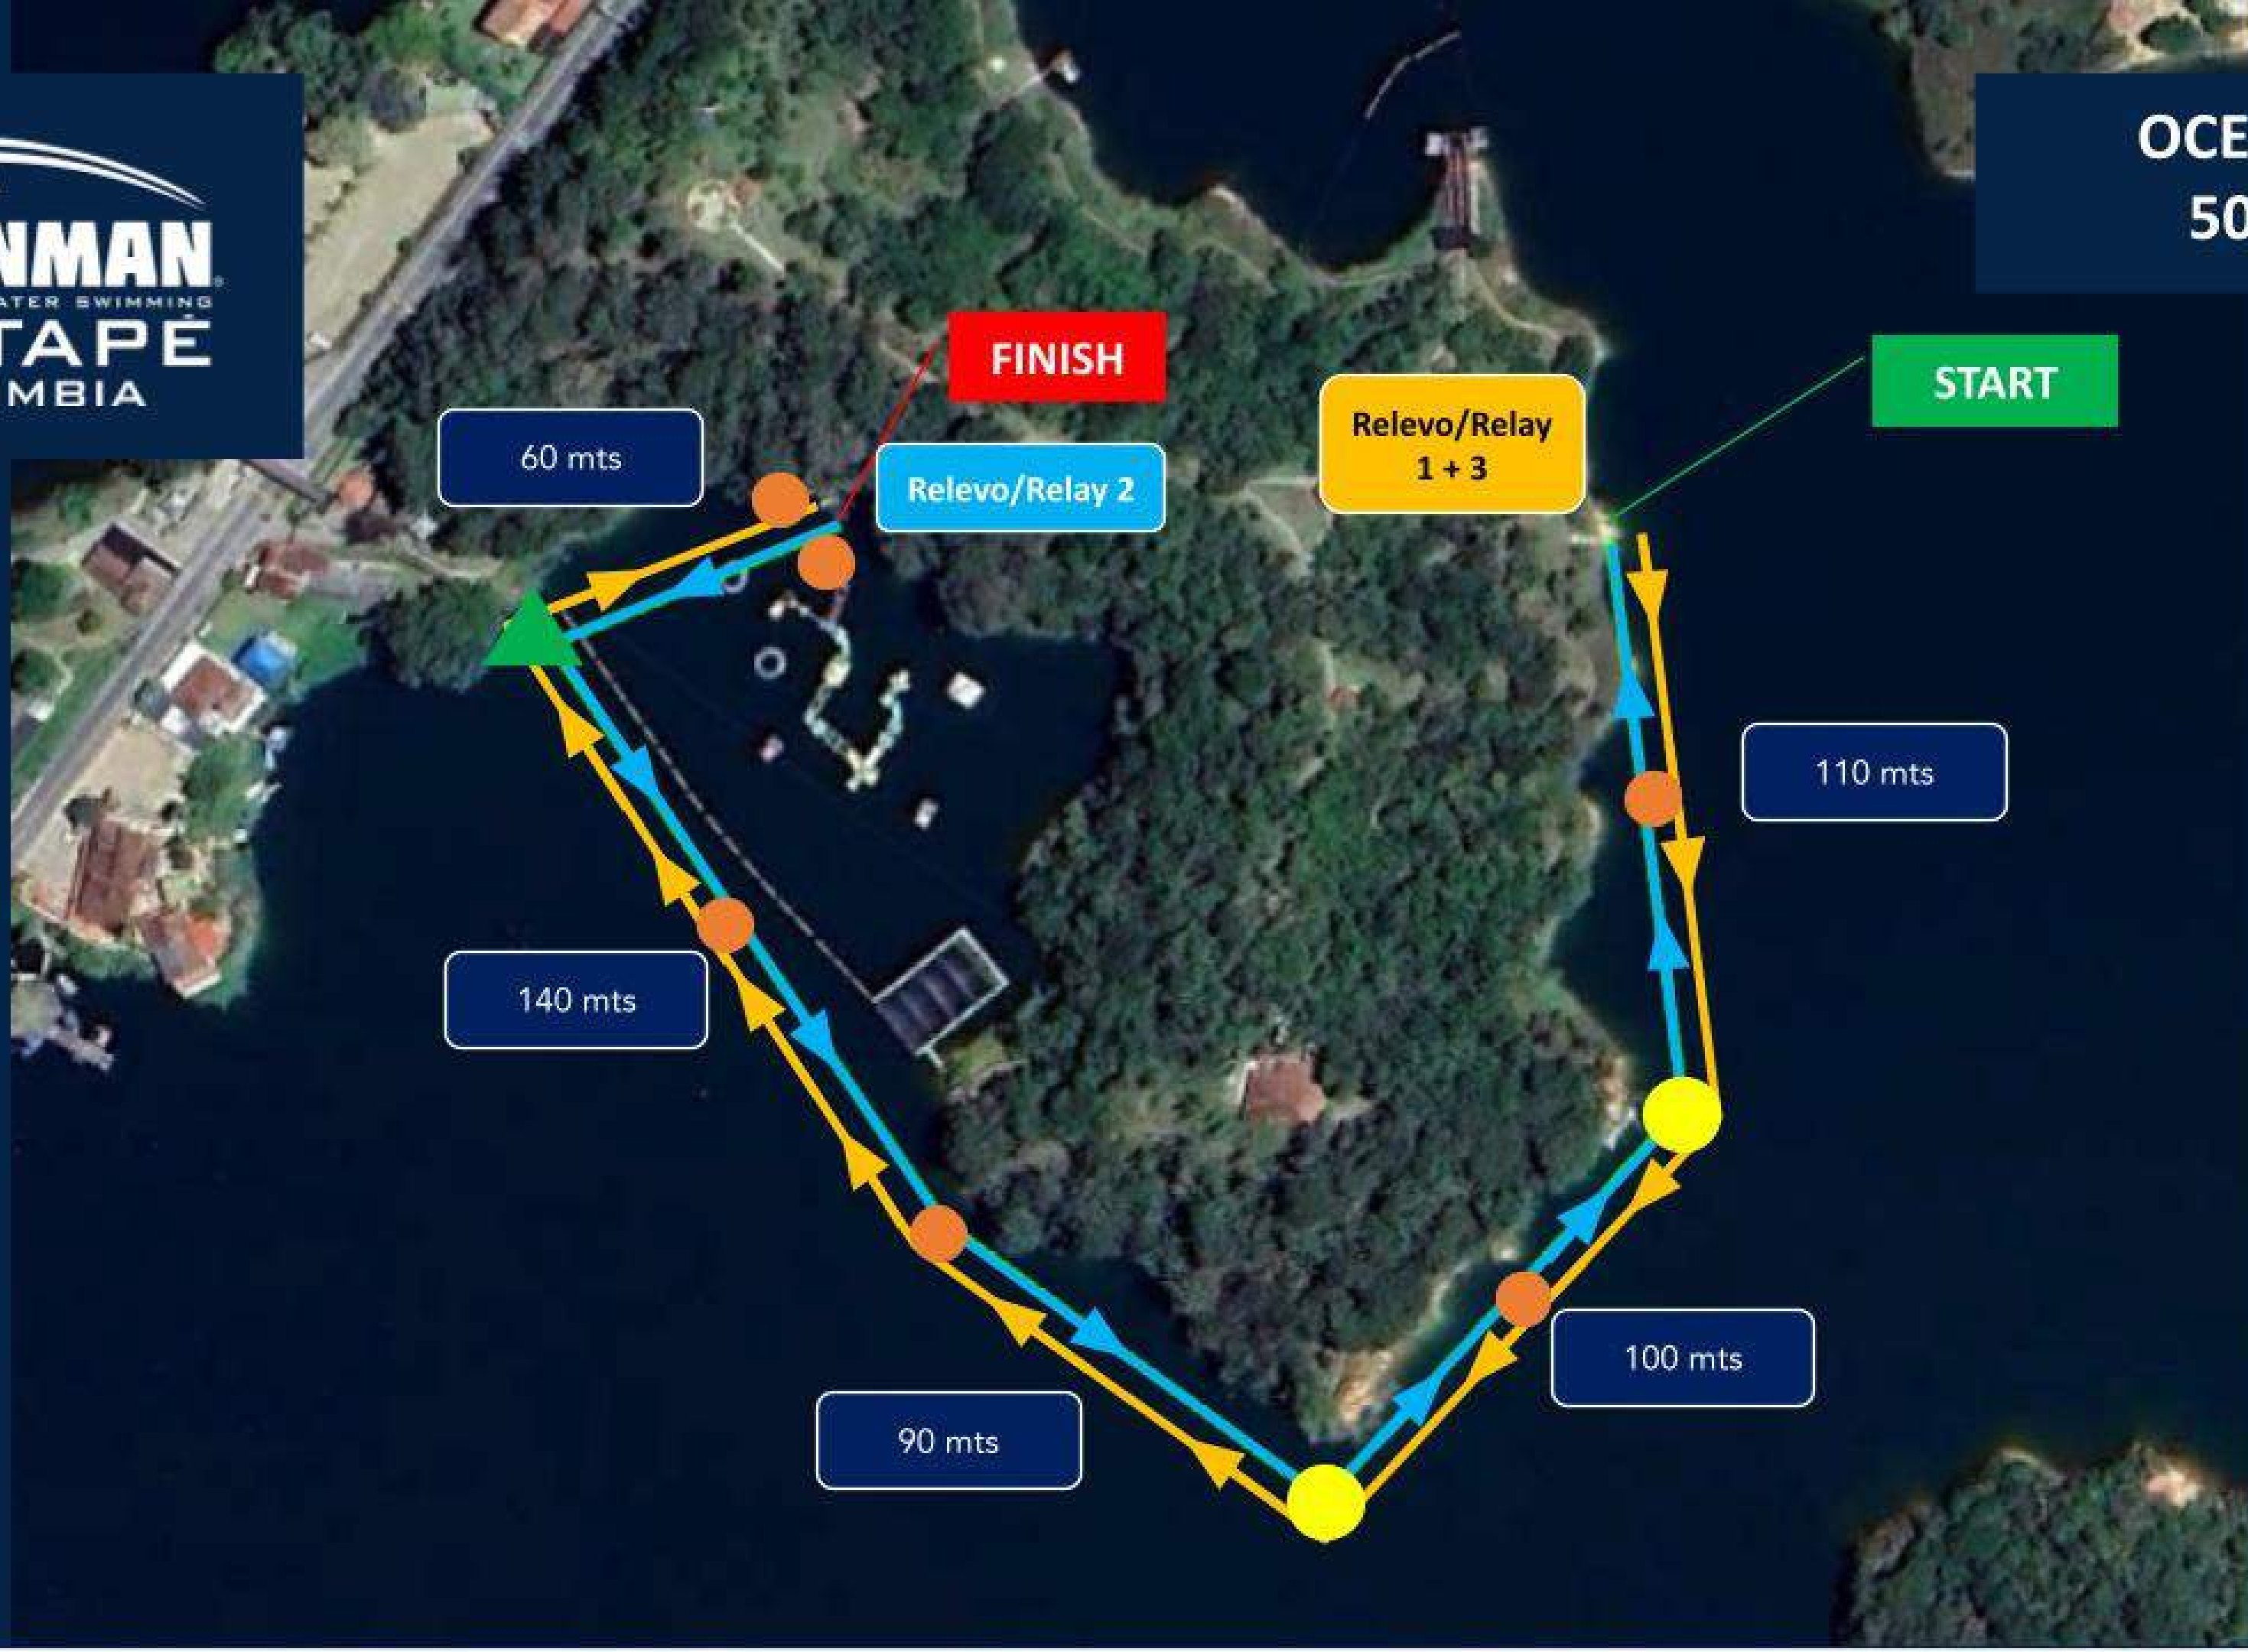 NMAN
ATER SWIMMING
TAPÉ
MBIA
OCE
50
FINISH
START
60 mts
Relevo/Relay 2
Relevo/Relay
1 + 3
110 mts
140 mts
100 mts
90 mts